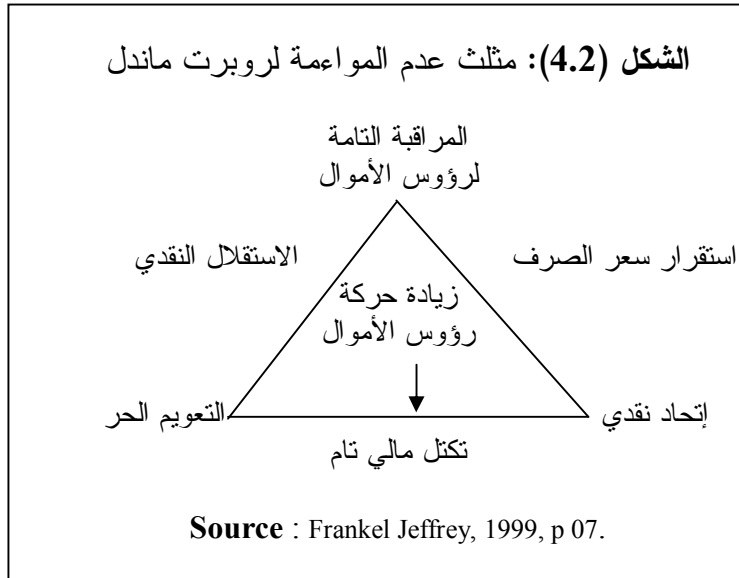 الشكل (4.2): مثلث عدم المواءمة لروبرت ماندل
المراقبة التامة
لرؤوس الأموال
استقرار سعر الصرف
الاستقلال النقدي
زيادة حركة
رؤوس الأموال
إتحاد نقدي
التعويم الحر
تكتل مالي تام
Source : Frankel Jeffrey, 1999, p 07.